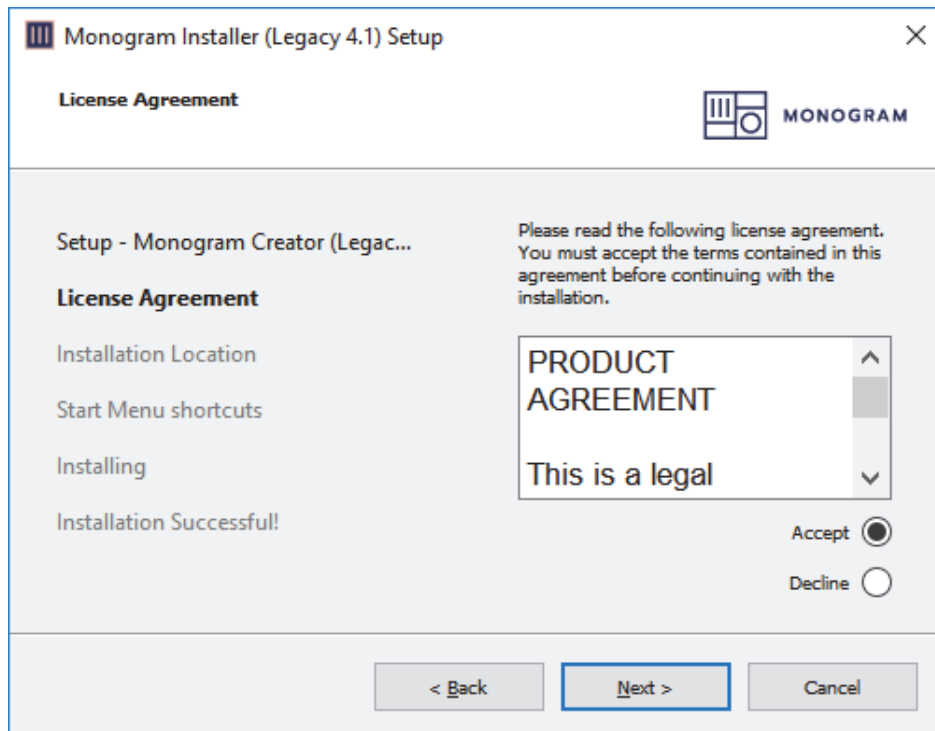 Monogram Installer (Legacy 4.1) Setup
License Agreement
MONOGRAM
Setup - Monogram Creator (Legac...
License Agreement
Installation Location
Start Menu shortcuts
Installing
Installation Successful!
Please read the following license agreement.
You must accept the terms contained in this
agreement before continuing with the
installation.
PRODUCT
AGREEMENT
This is a legal
Accept
Decline
< Back
Next >
Cancel